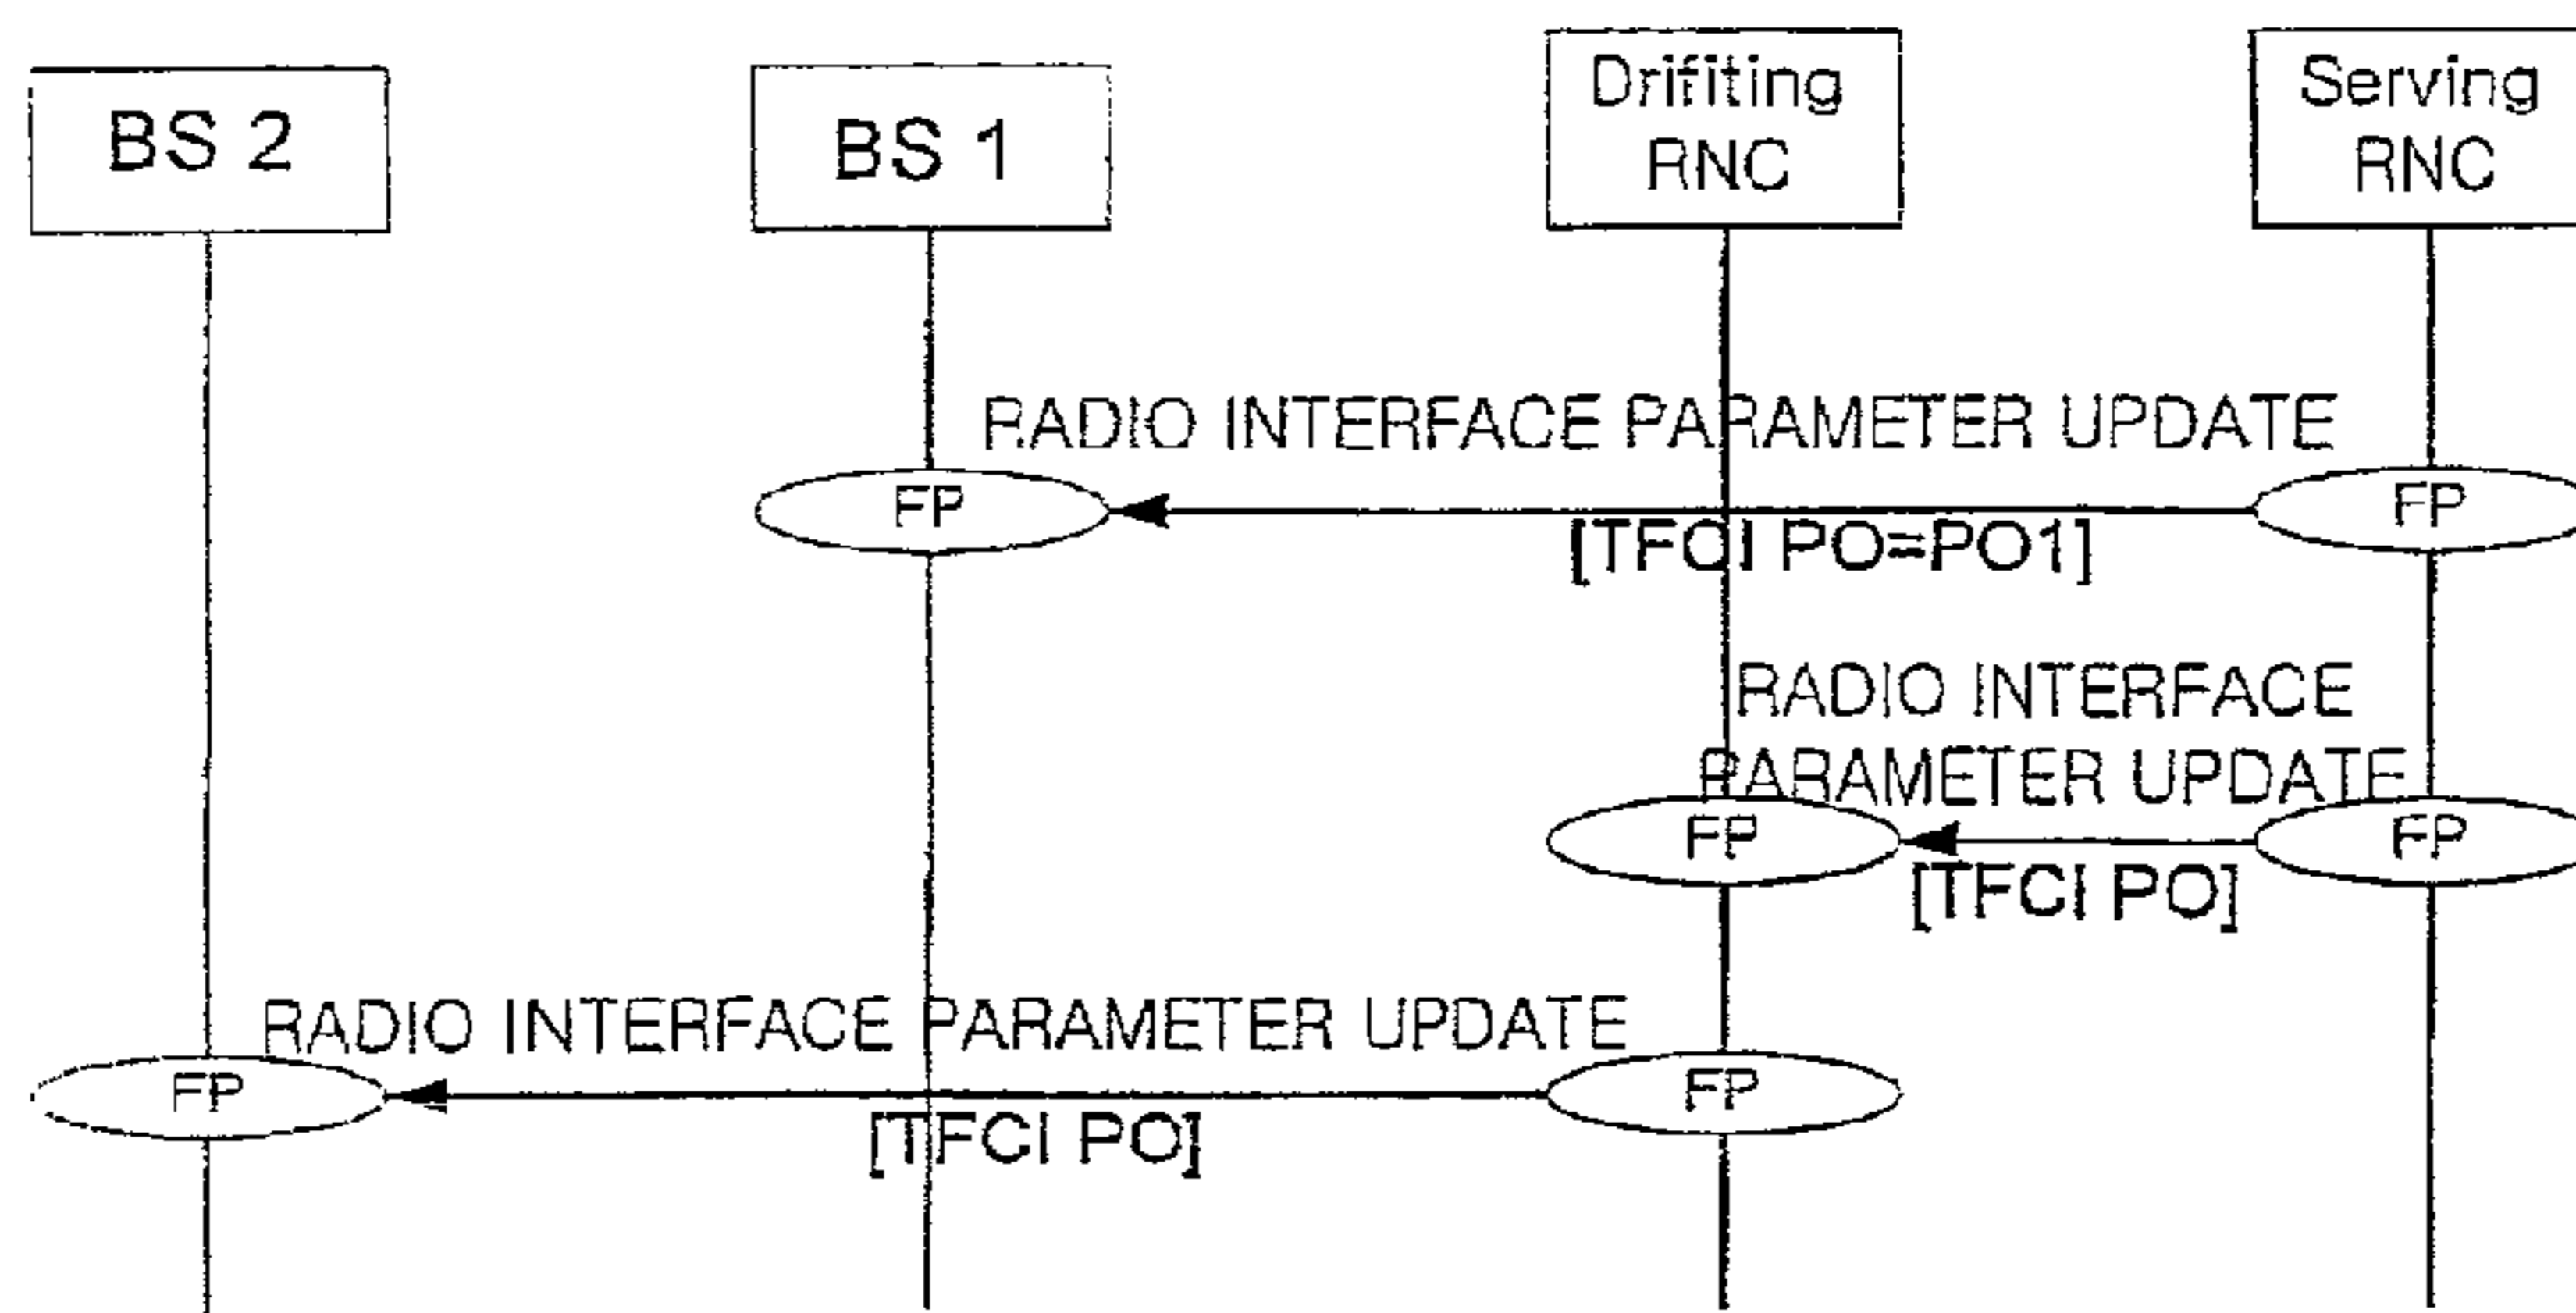 BS 2
BS 1
Drifiting
RNC
Serving
RNC
RADIO INTERFACE PARAMETER UPDATE
FP
FP
[TFCI PO=PO1]
RADIO INTERFACE
PARAMETER UPDATE
FP
FP
[TFCI PO]
RADIO INTERFACE PARAMETER UPDATE
FP
FP
[TFCI PO]